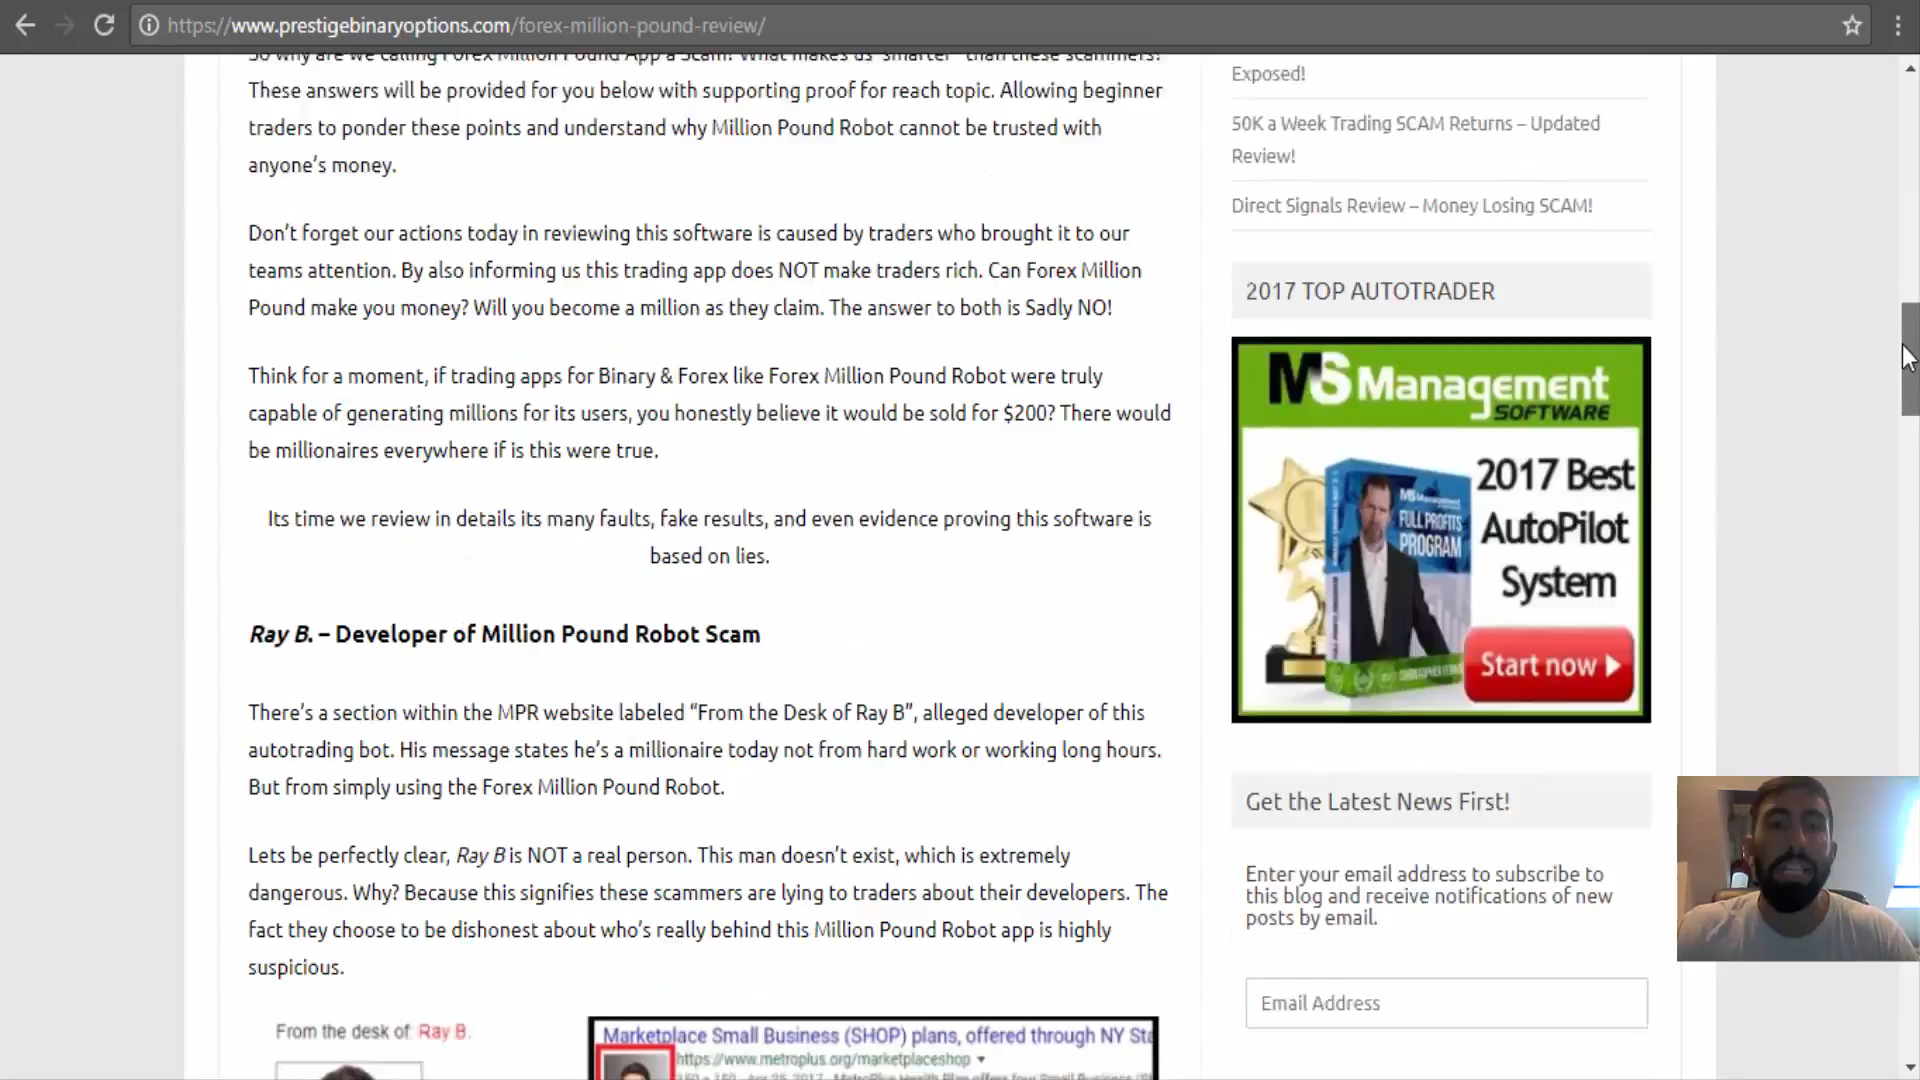 https://www.prestigebinaryoptions.com/forex-million-pound-review/
So why are we calling Forex Million Pound App a Scam? What makes us "smarter" than these scammers?
These answers will be provided for you below with supporting proof for reach topic. Allowing beginner
traders to ponder these points and understand why Million Pound Robot cannot be trusted with
anyone's money.
Don't forget our actions today in reviewing this software is caused by traders who brought it to our
teams attention. By also informing us this trading app does NOT make traders rich. Can Forex Million
Pound make you money? Will you become a million as they claim. The answer to both is Sadly NO!
Think for a moment, if trading apps for Binary & Forex like Forex Million Pound Robot were truly
capable of generating millions for its users, you honestly believe it would be sold for $200? There would
be millionaires everywhere if is this were true.
Its time we review in details its many faults, fake results, and even evidence proving this software is
based on lies.
Ray B. – Developer of Million Pound Robot Scam
There's a section within the MPR website labeled "From the Desk of Ray B", alleged developer of this
autotrading bot. His message states he's a millionaire today not from hard work or working long hours.
But from simply using the Forex Million Pound Robot.
Lets be perfectly clear, Ray B is NOT a real person. This man doesn't exist, which is extremely
dangerous. Why? Because this signifies these scammers are lying to traders about their developers. The
fact they choose to be dishonest about who's really behind this Million Pound Robot app is highly
suspicious.
From the desk of Ray B.
Marketplace Small Business (SHOP) plans, offered through NY Sta
https://www.metroplus.org/marketplaceshop
Exposed!
50K a Week Trading SCAM Returns – Updated
Review!
Direct Signals Review – Money Losing SCAM!
2017 TOP AUTOTRADER
MS Management
SOFTWARE
MS Management
FULL PROFITS
PROGRAM
2017 Best
AutoPilot
System
Start now
Get the Latest News First!
Enter your email address to subscribe to
this blog and receive notifications of new
posts by email.
Email Address